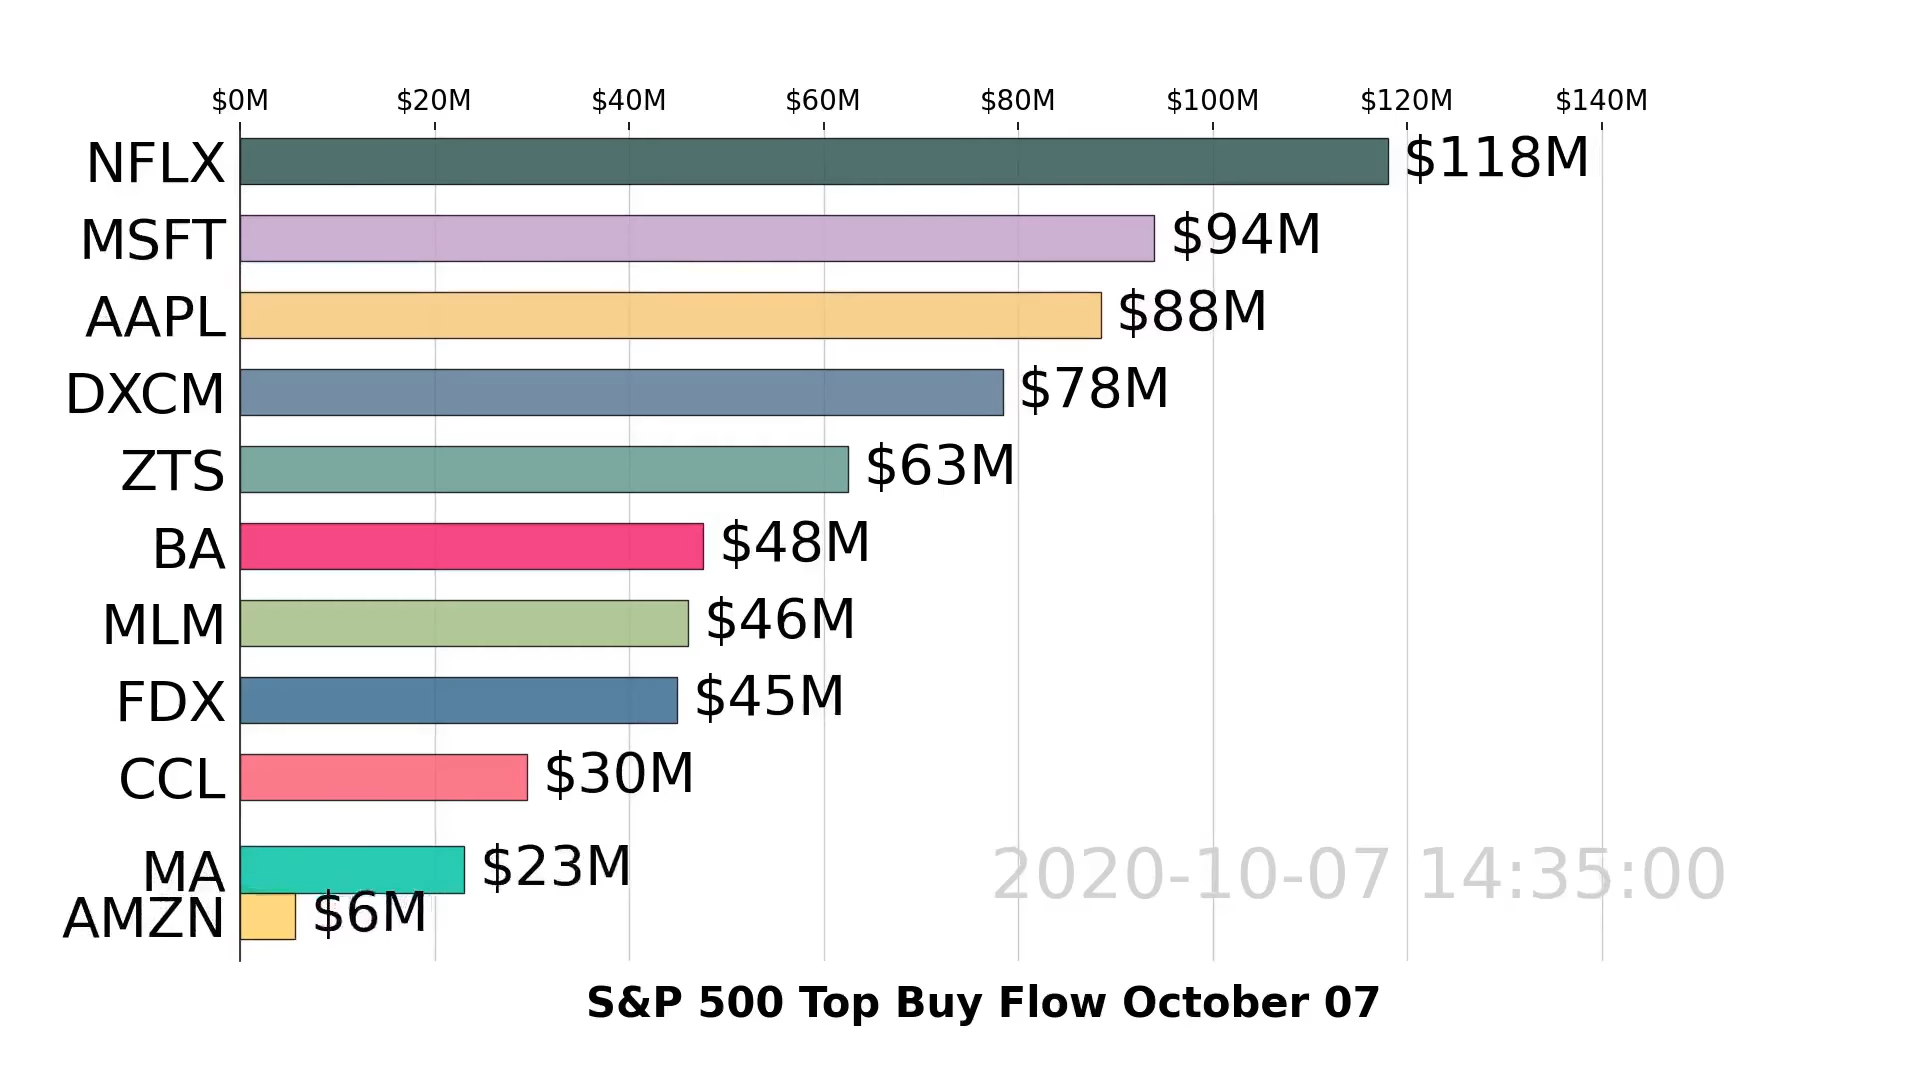 $0M $20M $40M $60M $80M $100M $120M $140M
NFLX $118M
MSFT $94M
AAPL $88M
DXCM $78M
ZTS $63M
BA $48M
MLM $46M
FDX $45M
CCL $30M
MA $23M
2020-10-07 14:35:00
AMZN $6M
S&P 500 Top Buy Flow October 07